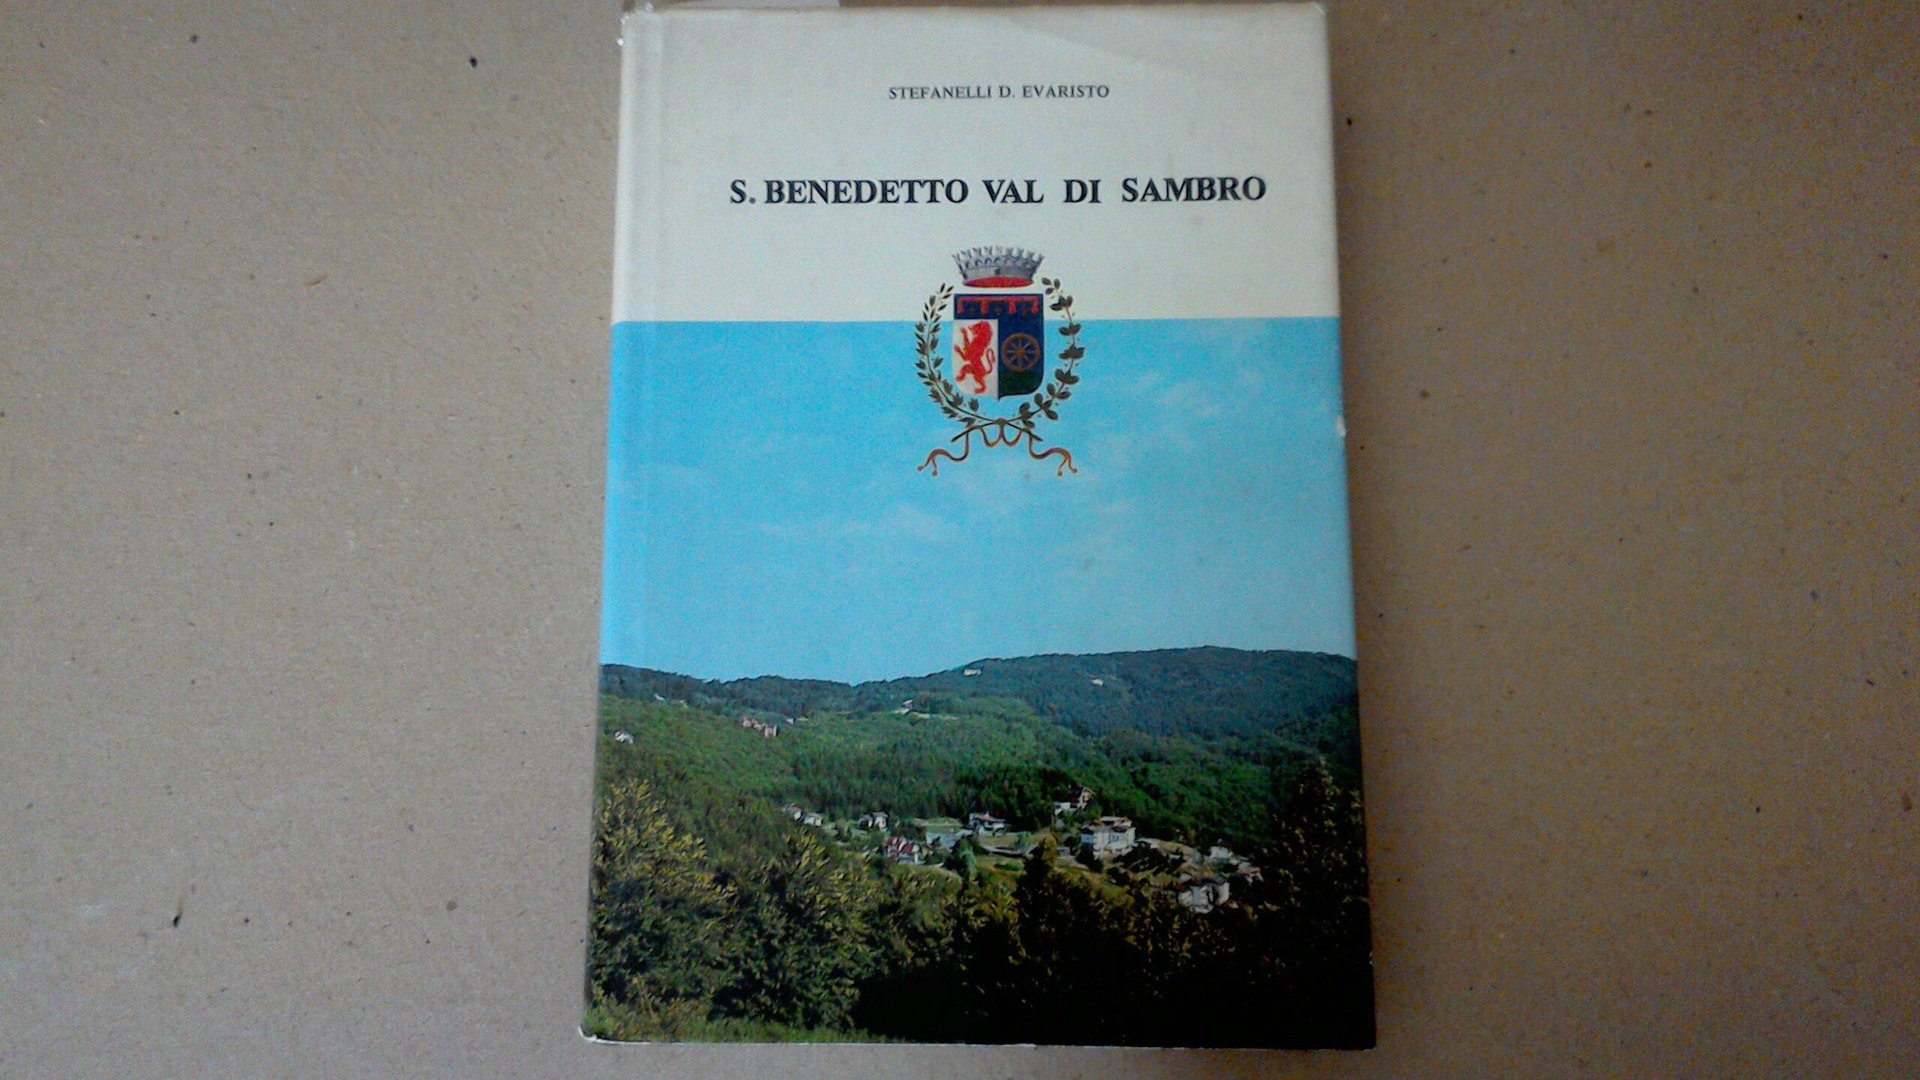 STEFANELLI D. EVARISTO
S. BENEDETTO VAL DI SAMBRO